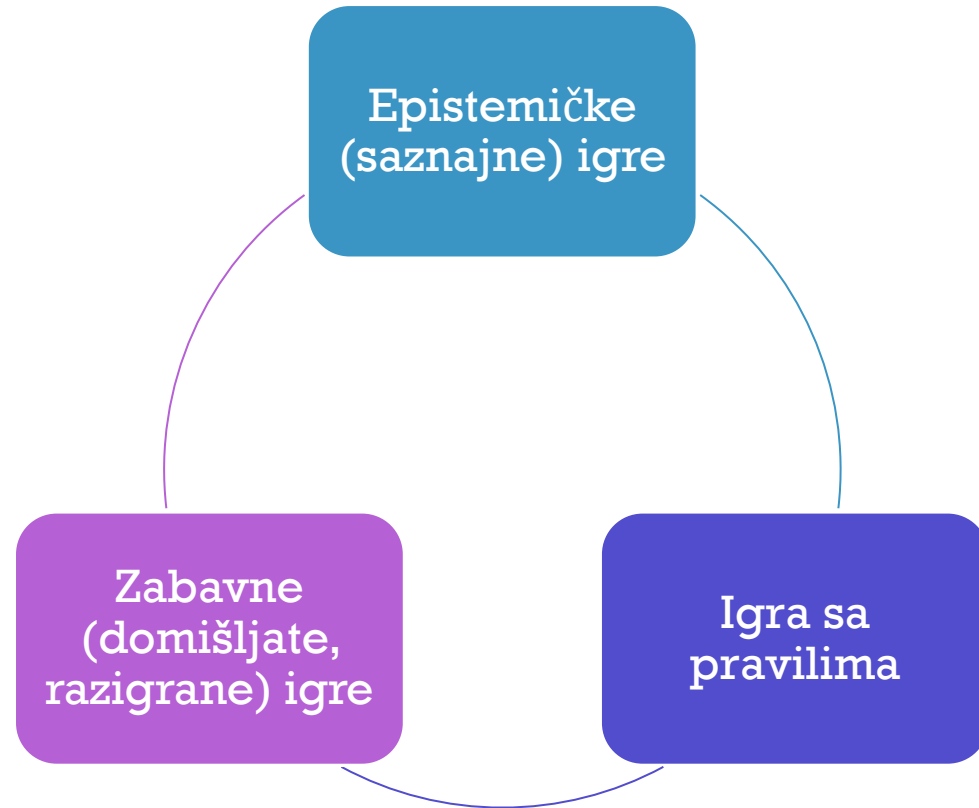 Epistemičke
(saznajne) igre
Zabavne
(domišljate,
razigrane) igre
Igra sa
pravilima